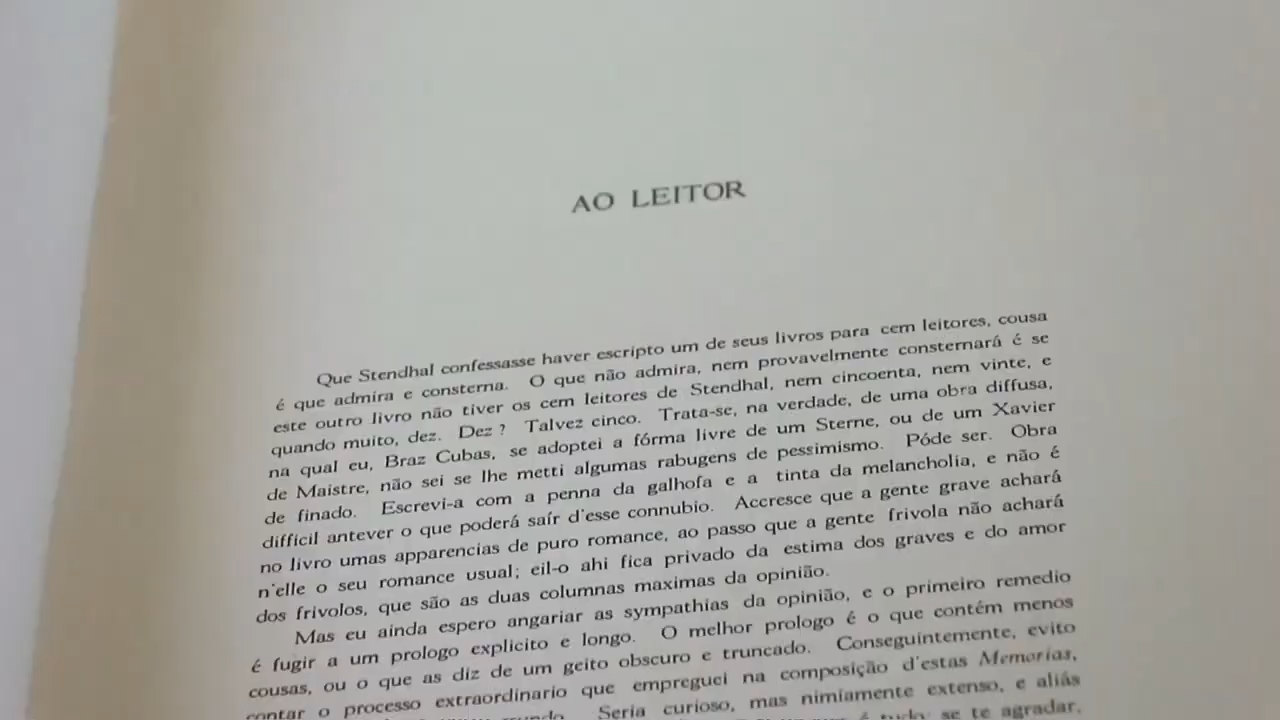 AO LEITOR
Que Stendhal confessasse haver escripto um de seus livros para cem leitores, cousa
é que admira e consterna. O que não admira, nem provavelmente consternará é se
este outro livro não tiver os cem leitores de Stendhal, nem cincoenta, nem vinte, e
quando muito, dez. Dez ? Talvez cinco. Trata-se, na verdade, de uma obra diffusa,
na qual eu, Braz Cubas, se adoptei a fórma livre de um Sterne, ou de um Xavier
de Maistre, não sei se lhe metti algumas rabugens de pessimismo. Póde ser. Obra
de finado. Escrevi-a com a penna da galhofa e a tinta da melancholia, e não é
difficil antever o que poderá saír d'esse connubio. Accresce que a gente grave achará
no livro umas apparencias de puro romance, ao passo que a gente frivola não achará
n'elle o seu romance usual; eil-o ahi fica privado da estima dos graves e do amor
dos frivolos, que são as duas columnas maximas da opinião.
Mas eu ainda espero angariar as sympathias da opinião, e o primeiro remedio
é fugir a um prologo explicito e longo. O melhor prologo é o que contém menos
cousas, ou o que as diz de um geito obscuro e truncado. Conseguintemente, evito
contar o processo extraordinario que empreguei na composição d'estas Memorias,
Seria curioso, mas nimiamente extenso, e aliás
é tudo: se te agradar,